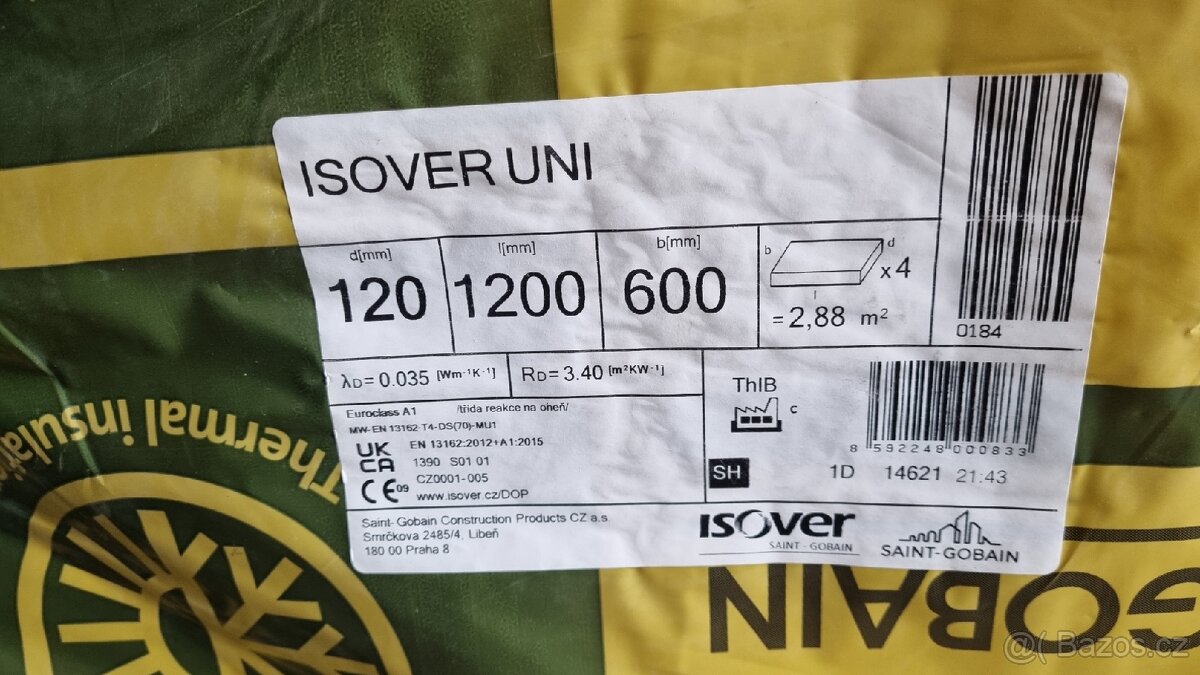 ISOVER UNI
0184
d[mm] l[mm] b[mm]
120 1200 600
b d
l
x 4
= 2,88 m²
λD = 0.035 [Wm⁻¹K⁻¹] RD = 3.40 [m²KW⁻¹]
Euroclass A1 /třída reakce na oheň/
MW-EN 13162-T4-DS(70)-MU1
UK
CA
EN 13162:2012+A1:2015
1390 S01 01
CZ0001-005
CE 09 www.isover.cz/DOP
ThIB
c
SH
8 592248 000833
1D 14621 21:43
Saint-Gobain Construction Products CZ a.s.
Smrčkova 2485/4, Libeň
180 00 Praha 8
ISOVER
SAINT-GOBAIN
SAINT-GOBAIN
Thermal insula
GOBAIN
@( Bazos.cz